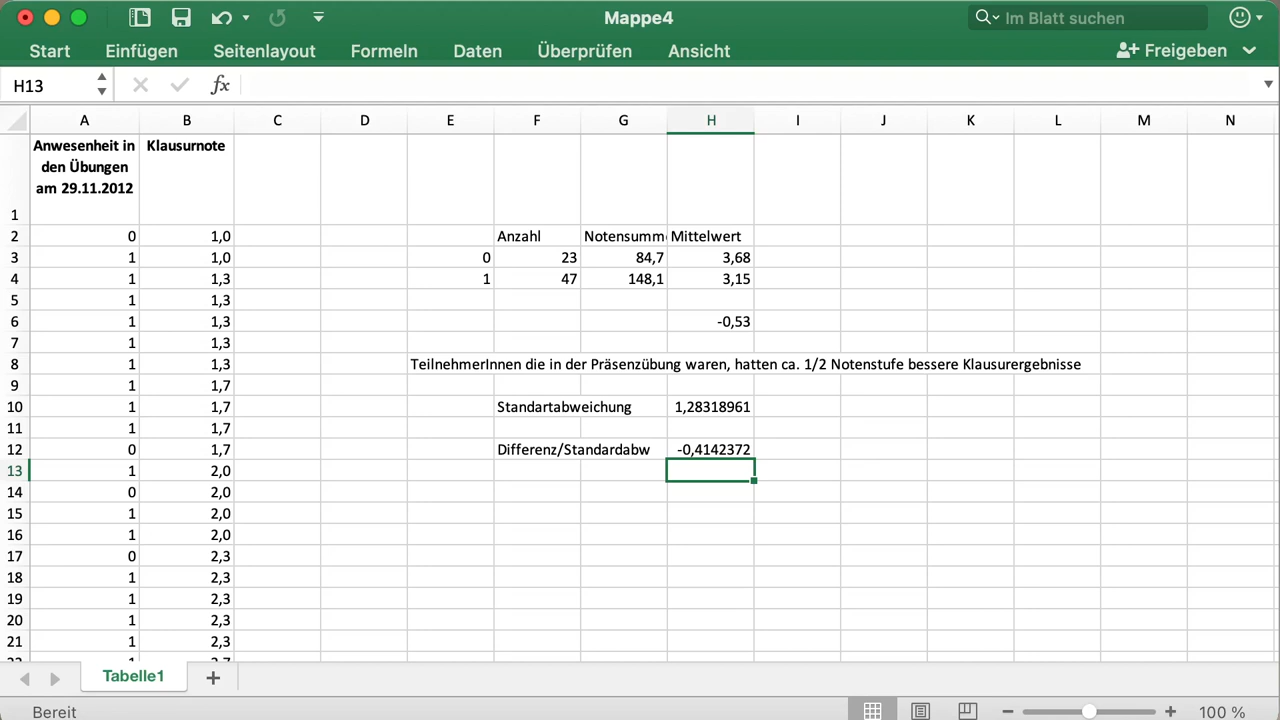 Mappe4
Im Blatt suchen
Start Einfügen Seitenlayout Formeln Daten Überprüfen Ansicht Freigeben
H13 fx
A B C D E F G H I J K L M N
Anwesenheit in den Übungen am 29.11.2012 Klausurnote
1
2 0 1,0 Anzahl Notensumm Mittelwert
3 1 1,0 0 23 84,7 3,68
4 1 1,3 1 47 148,1 3,15
5 1 1,3
6 1 1,3 -0,53
7 1 1,3
8 1 1,3 TeilnehmerInnen die in der Präsenzübung waren, hatten ca. 1/2 Notenstufe bessere Klausurergebnisse
9 1 1,7
10 1 1,7 Standartabweichung 1,28318961
11 1 1,7
12 0 1,7 Differenz/Standardabw -0,4142372
13 1 2,0
14 0 2,0
15 1 2,0
16 1 2,0
17 0 2,3
18 1 2,3
19 1 2,3
20 1 2,3
21 1 2,3
Tabelle1
Bereit 100 %